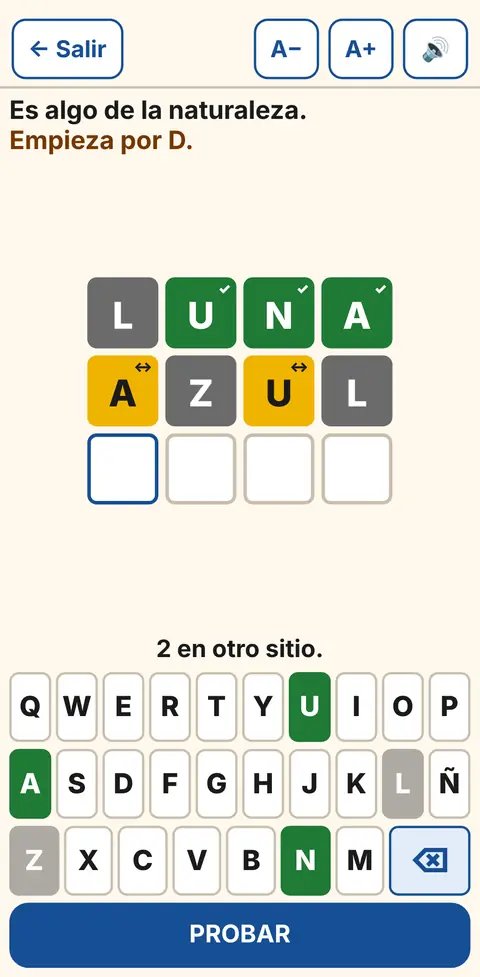 ← Salir
A−
A+
Es algo de la naturaleza.
Empieza por D.
L U N A
A Z U L
2 en otro sitio.
Q W E R T Y U I O P
A S D F G H J K L Ñ
Z X C V B N M
PROBAR